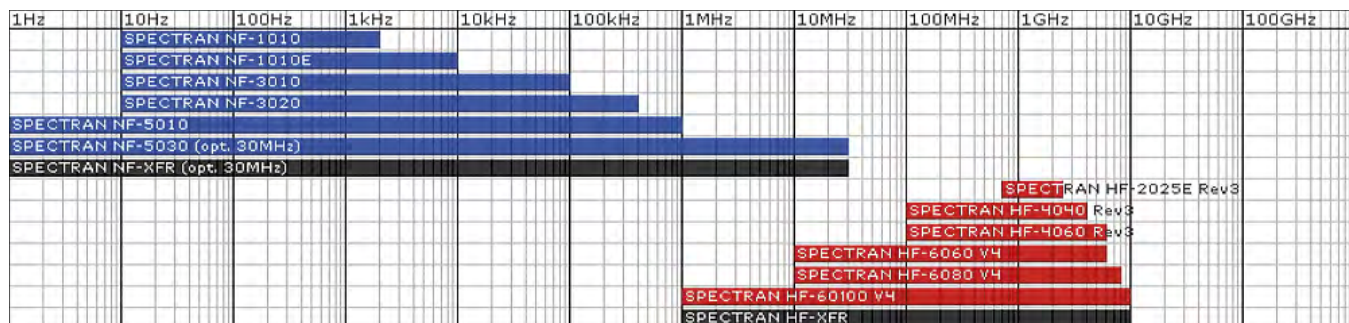 1Hz 10Hz 100Hz 1kHz 10kHz 100kHz 1MHz 10MHz 100MHz 1GHz 10GHz 100GHz
SPECTRAN NF-1010
SPECTRAN NF-1010E
SPECTRAN NF-3010
SPECTRAN NF-3020
SPECTRAN NF-5010
SPECTRAN NF-5030 (opt. 30MHz)
SPECTRAN NF-XFR (opt. 30MHz)
SPECTRAN HF-2025E Rev3
SPECTRAN HF-4040 Rev3
SPECTRAN HF-4060 Rev3
SPECTRAN HF-6060 V4
SPECTRAN HF-6080 V4
SPECTRAN HF-60100 V4
SPECTRAN HF-XFR